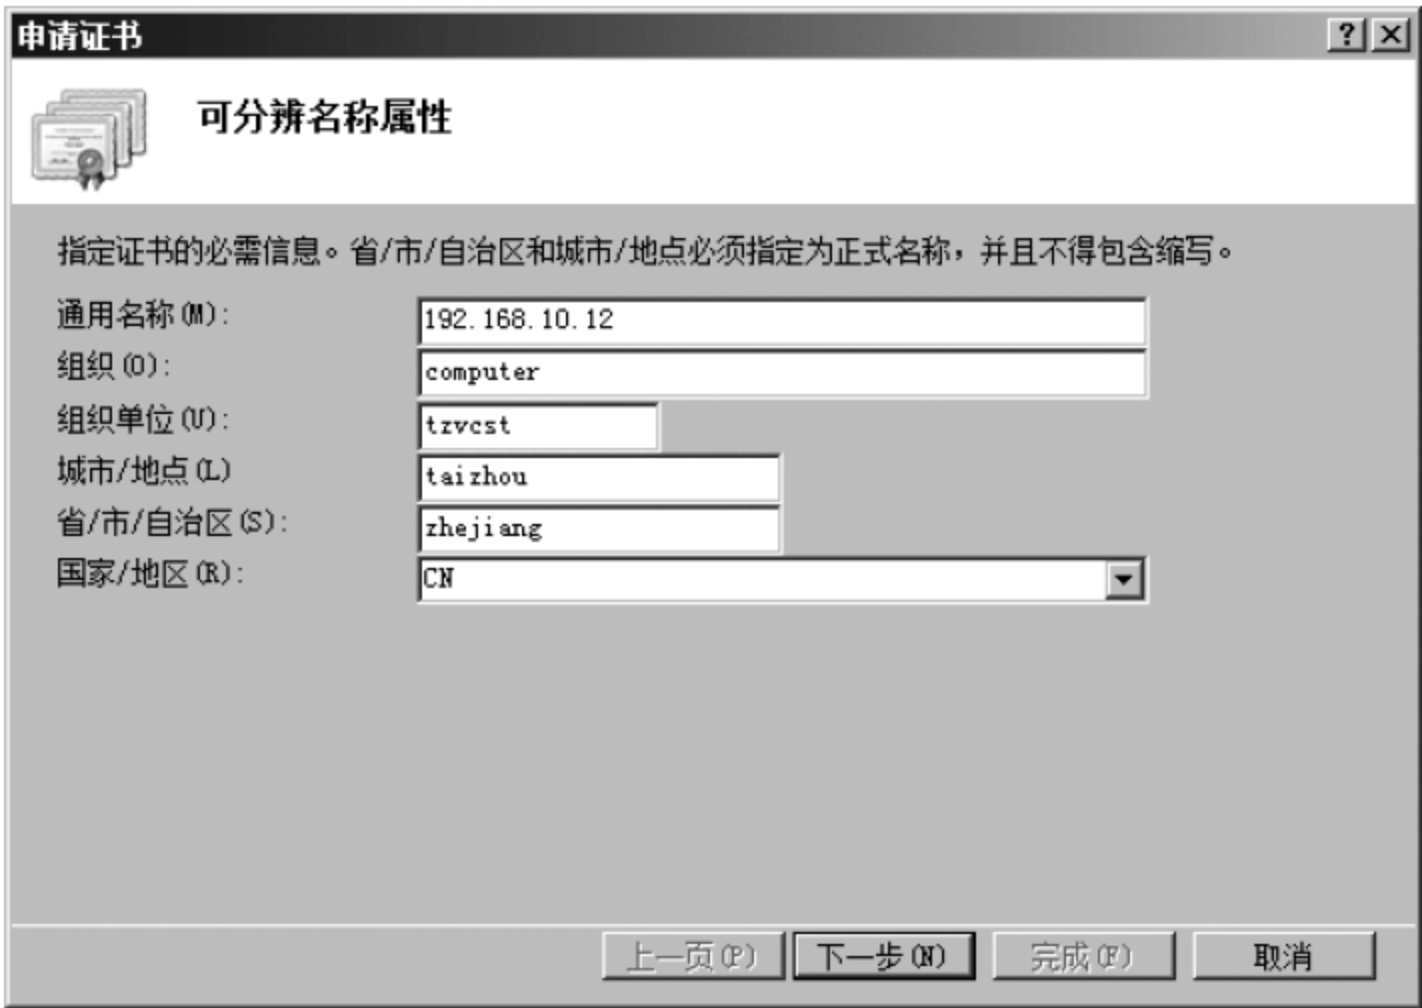 申请证书
可分辨名称属性
指定证书的必需信息。省/市/自治区和城市/地点必须指定为正式名称，并且不得包含缩写。
通用名称(M): 192.168.10.12
组织(O): computer
组织单位(U): tzvcst
城市/地点(L) taizhou
省/市/自治区(S): zhejiang
国家/地区(R): CN
上一页(P) 下一步(N) 完成(F) 取消